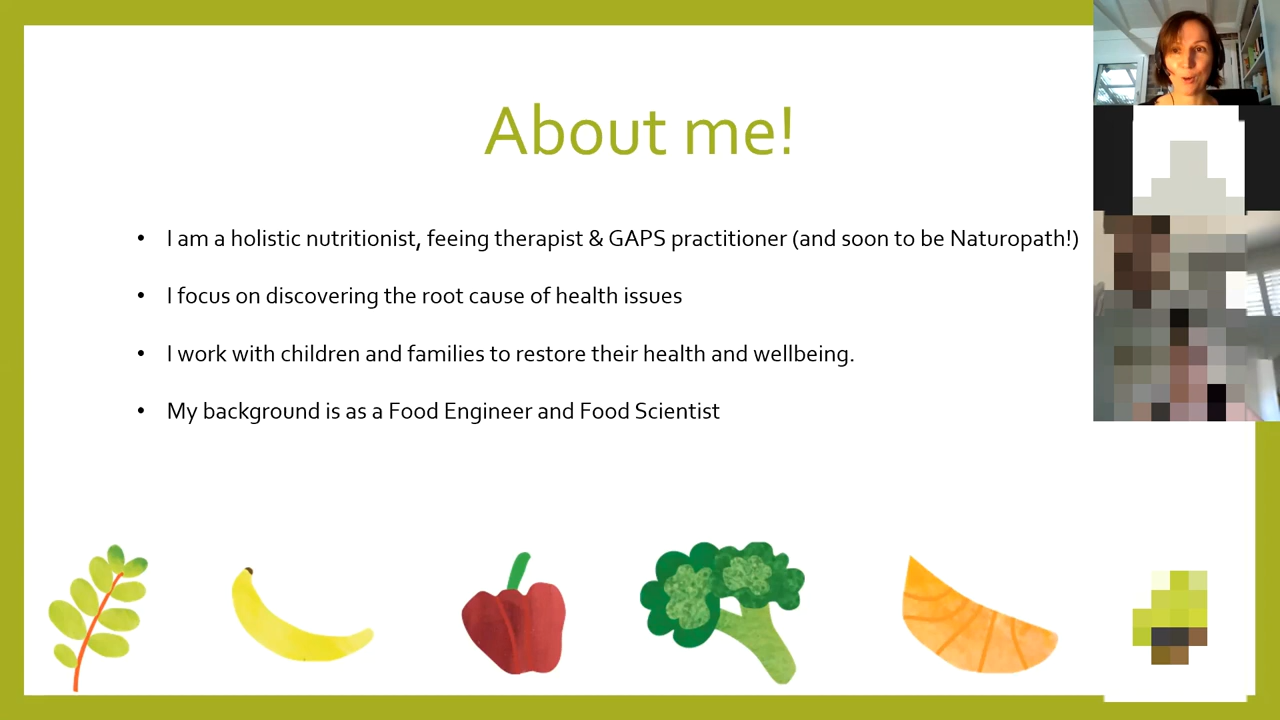 About me!
• I am a holistic nutritionist, feeing therapist & GAPS practitioner (and soon to be Naturopath!)
• I focus on discovering the root cause of health issues
• I work with children and families to restore their health and wellbeing.
• My background is as a Food Engineer and Food Scientist